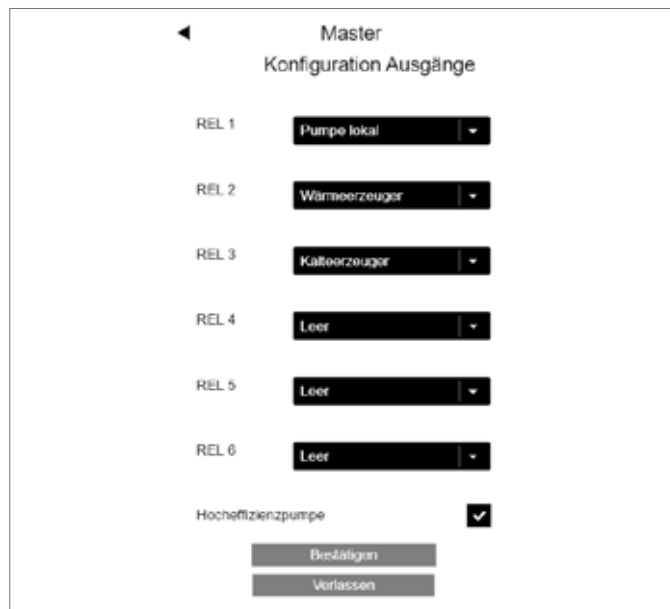 Master
Konfiguration Ausgänge
REL 1 Pumpe lokal
REL 2 Wärmeerzeuger
REL 3 Kälteerzeuger
REL 4 Leer
REL 5 Leer
REL 6 Leer
Hocheffizienzpumpe
Bestätigen
Verlassen